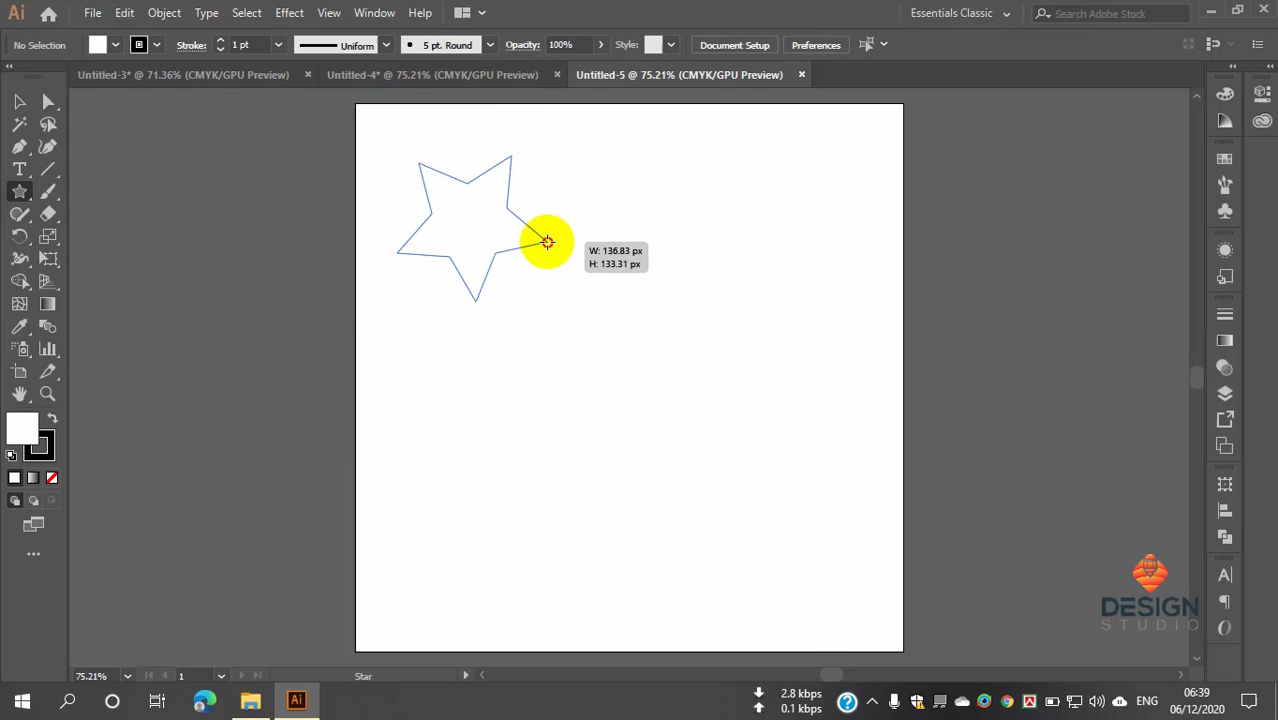 Ai File Edit Object Type Select Effect View Window Help Essentials Classic Search Adobe Stock
No Selection Stroke: 1 pt Uniform 5 pt. Round Opacity: 100% Style: Document Setup Preferences
Untitled-3* @ 71.36% (CMYK/GPU Preview) × Untitled-4* @ 75.21% (CMYK/GPU Preview) × Untitled-5 @ 75.21% (CMYK/GPU Preview) ×
W: 136.83 px
H: 133.31 px
DESIGN
STUDIO
75.21% 1 Star
Ai 2.8 kbps ENG 06:39
0.1 kbps 06/12/2020